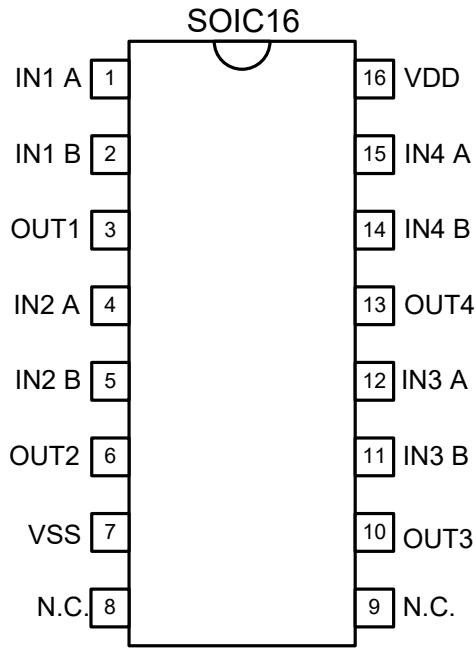 SOIC16
IN1 A 1 16 VDD
IN1 B 2 15 IN4 A
OUT1 3 14 IN4 B
IN2 A 4 13 OUT4
IN2 B 5 12 IN3 A
OUT2 6 11 IN3 B
VSS 7 10 OUT3
N.C. 8 9 N.C.